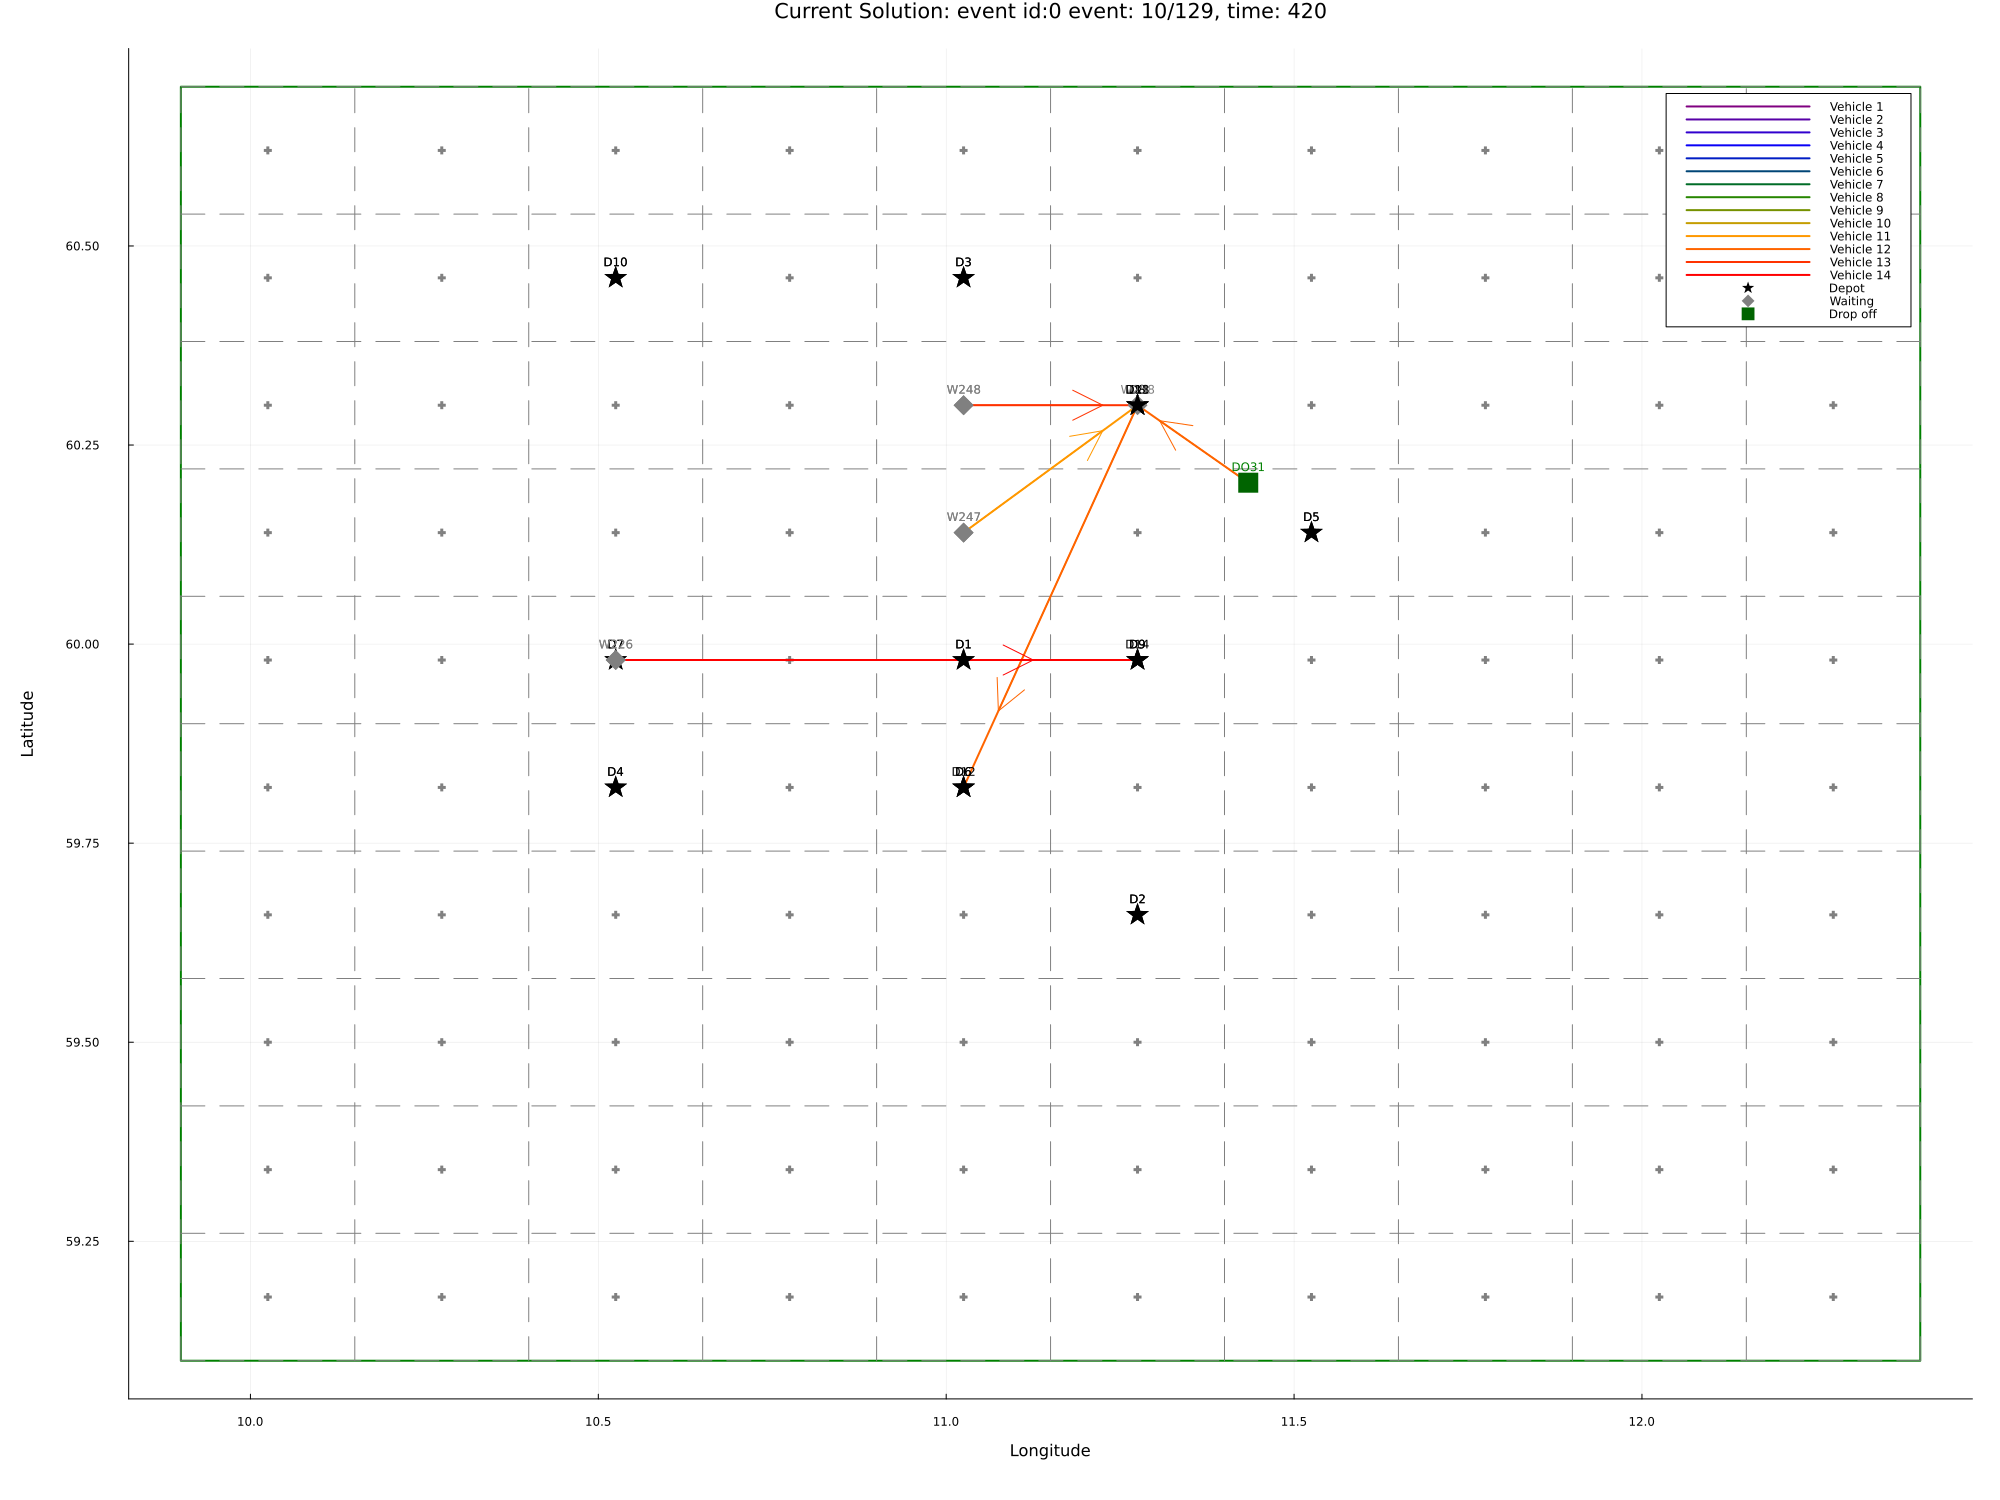 Current Solution: event id:0 event: 10/129, time: 420
Vehicle 1
Vehicle 2
Vehicle 3
Vehicle 4
Vehicle 5
Vehicle 6
Vehicle 7
Vehicle 8
Vehicle 9
Vehicle 10
Vehicle 11
Vehicle 12
Vehicle 13
Vehicle 14
Depot
Waiting
Drop off
60.50
D10
D3
W248
60.25
DO31
W247
D5
60.00
D1
D4
59.75
D2
59.50
59.25
Latitude
10.0
10.5
11.0
11.5
12.0
Longitude